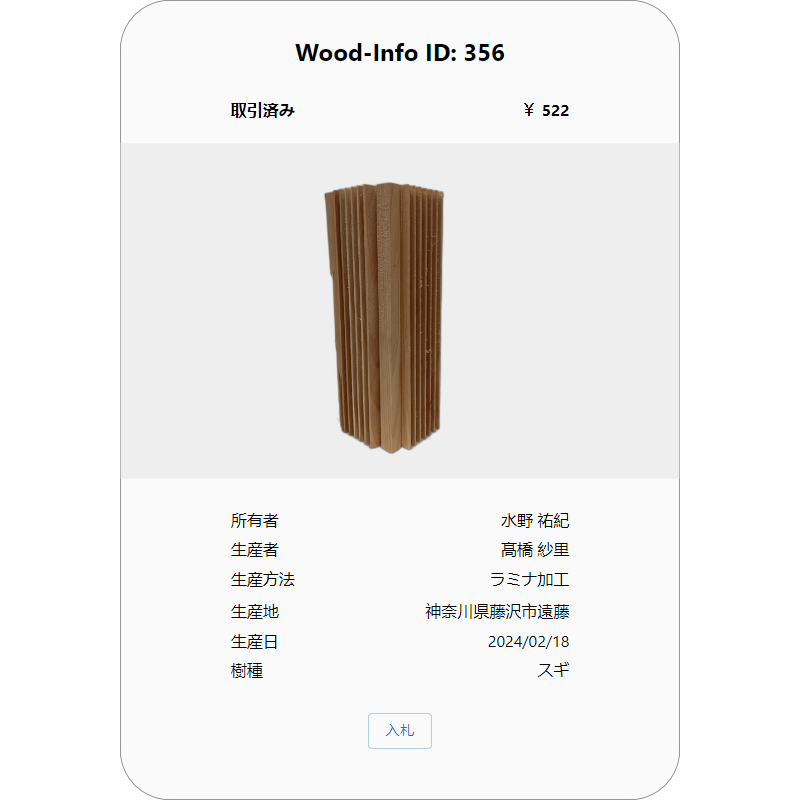 Wood-Info ID: 356
取引済み ￥ 522
所有者 水野 祐紀
生産者 髙橋 紗里
生産方法 ラミナ加工
生産地 神奈川県藤沢市遠藤
生産日 2024/02/18
樹種 スギ
入札